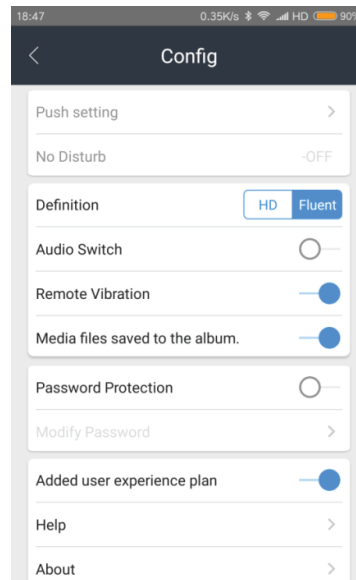 18:47 0.35K/s HD 90%
Config
Push setting
No Disturb -OFF
Definition HD Fluent
Audio Switch
Remote Vibration
Media files saved to the album.
Password Protection
Modify Password
Added user experience plan
Help
About